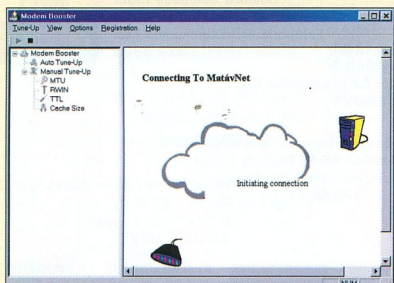 Modem Booster
Tune-Up View Options Registration Help
Modem Booster
Auto Tune-Up
Manual Tune-Up
MTU
RWIN
TTL
Cache Size
Connecting To MatávNet
Initiating connection